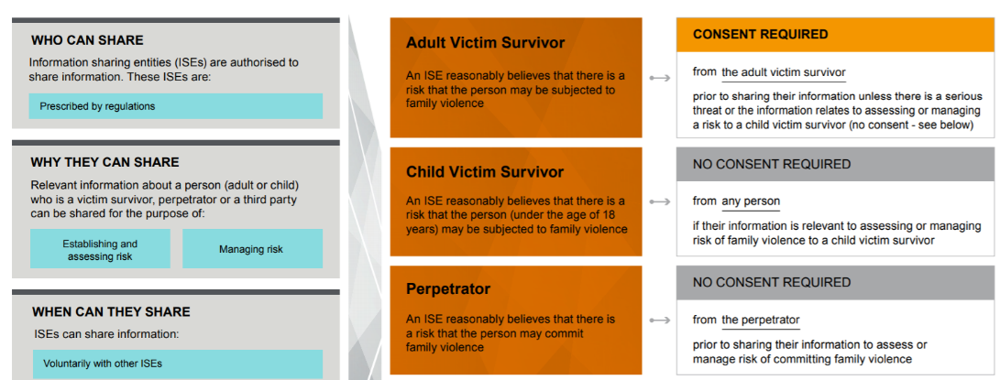 WHO CAN SHARE
Information sharing entities (ISEs) are authorised to
share information. These ISEs are:
Prescribed by regulations
WHY THEY CAN SHARE
Relevant information about a person (adult or child)
who is a victim survivor, perpetrator or a third party
can be shared for the purpose of:
Establishing and
assessing risk
Managing risk
WHEN CAN THEY SHARE
ISEs can share information:
Voluntarily with other ISEs
Adult Victim Survivor
An ISE reasonably believes that there is a
risk that the person may be subjected to
family violence
CONSENT REQUIRED
from the adult victim survivor
prior to sharing their information unless there is a serious
threat or the information relates to assessing or managing
a risk to a child victim survivor (no consent - see below)
Child Victim Survivor
An ISE reasonably believes that there is a
risk that the person (under the age of 18
years) may be subjected to family violence
NO CONSENT REQUIRED
from any person
if their information is relevant to assessing or managing
risk of family violence to a child victim survivor
Perpetrator
An ISE reasonably believes that there is
a risk that the person may commit
family violence
NO CONSENT REQUIRED
from the perpetrator
prior to sharing their information to assess or
manage risk of committing family violence